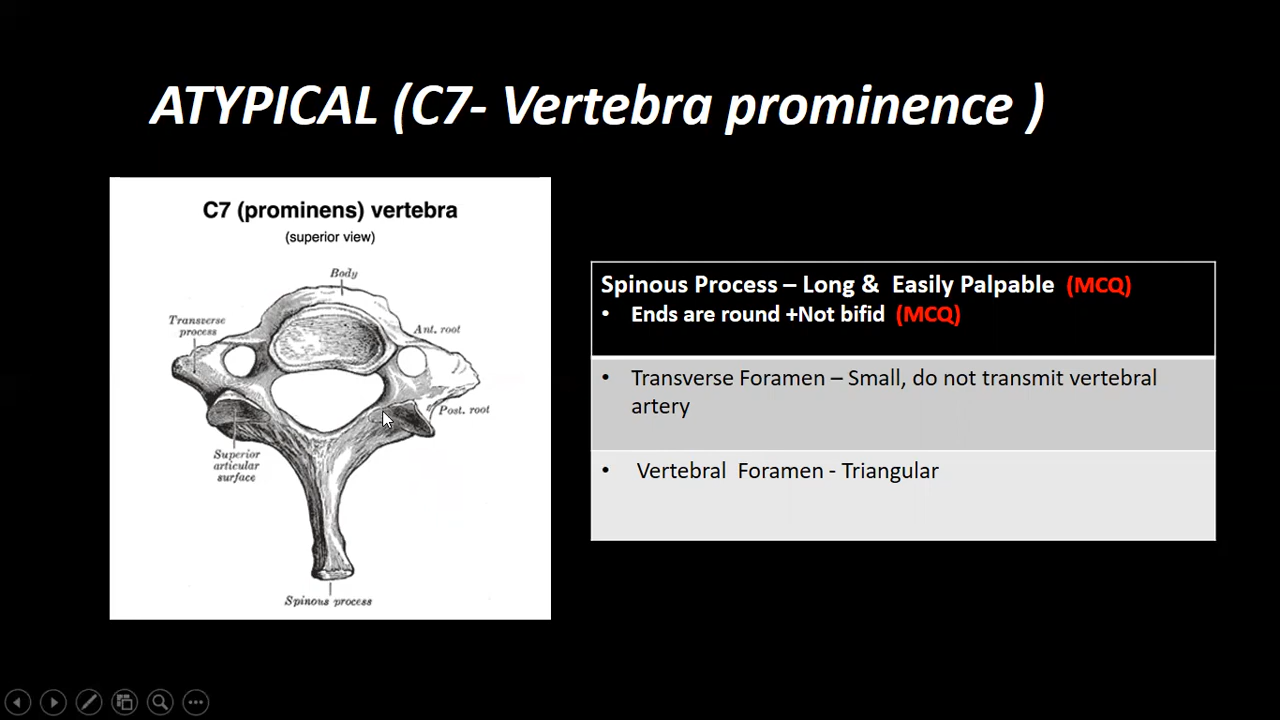 ATYPICAL (C7- Vertebra prominence )
C7 (prominens) vertebra
(superior view)
Body
Transverse
process
Ant. root
Post. root
Superior
articular
surface
Spinous process
Spinous Process – Long & Easily Palpable (MCQ)
• Ends are round +Not bifid (MCQ)
• Transverse Foramen – Small, do not transmit vertebral
artery
• Vertebral Foramen - Triangular